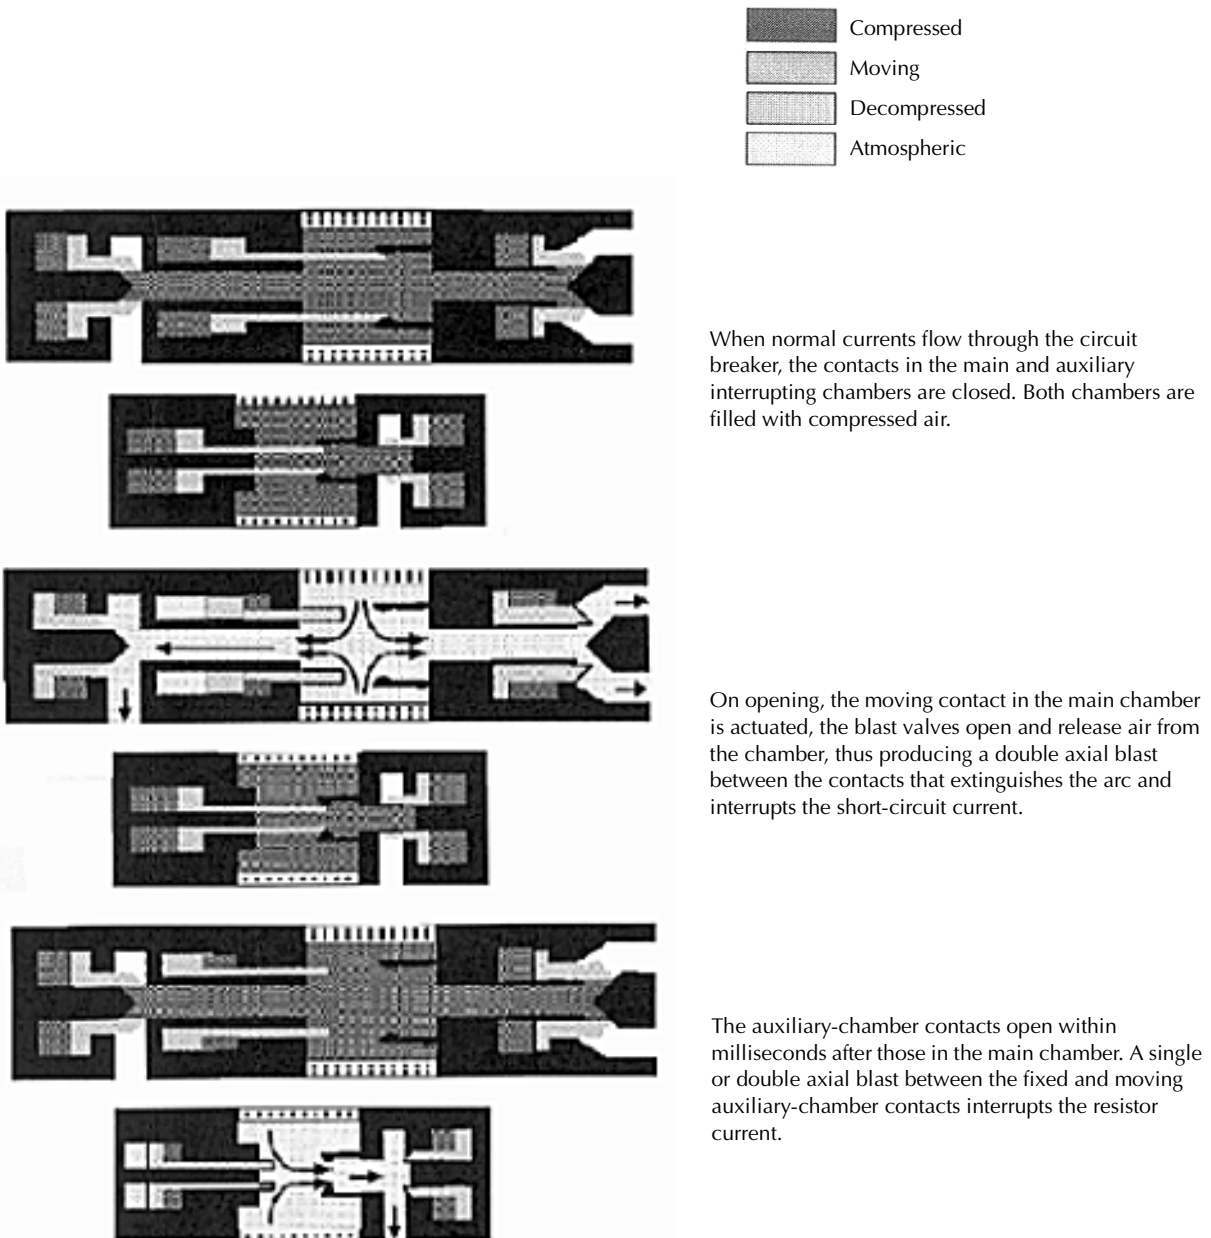 Compressed
Moving
Decompressed
Atmospheric
When normal currents flow through the circuit
breaker, the contacts in the main and auxiliary
interrupting chambers are closed. Both chambers are
filled with compressed air.
On opening, the moving contact in the main chamber
is actuated, the blast valves open and release air from
the chamber, thus producing a double axial blast
between the contacts that extinguishes the arc and
interrupts the short-circuit current.
The auxiliary-chamber contacts open within
milliseconds after those in the main chamber. A single
or double axial blast between the fixed and moving
auxiliary-chamber contacts interrupts the resistor
current.